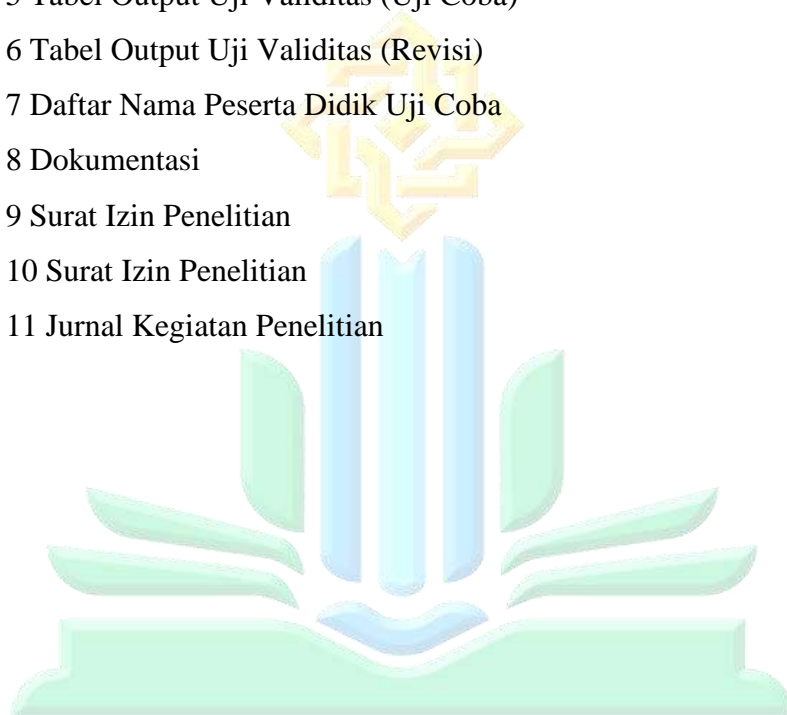 Tabel Output Uji Validitas (Uji Coba)
6 Tabel Output Uji Validitas (Revisi)
7 Daftar Nama Peserta Didik Uji Coba
8 Dokumentasi
9 Surat Izin Penelitian
10 Surat Izin Penelitian
11 Jurnal Kegiatan Penelitian